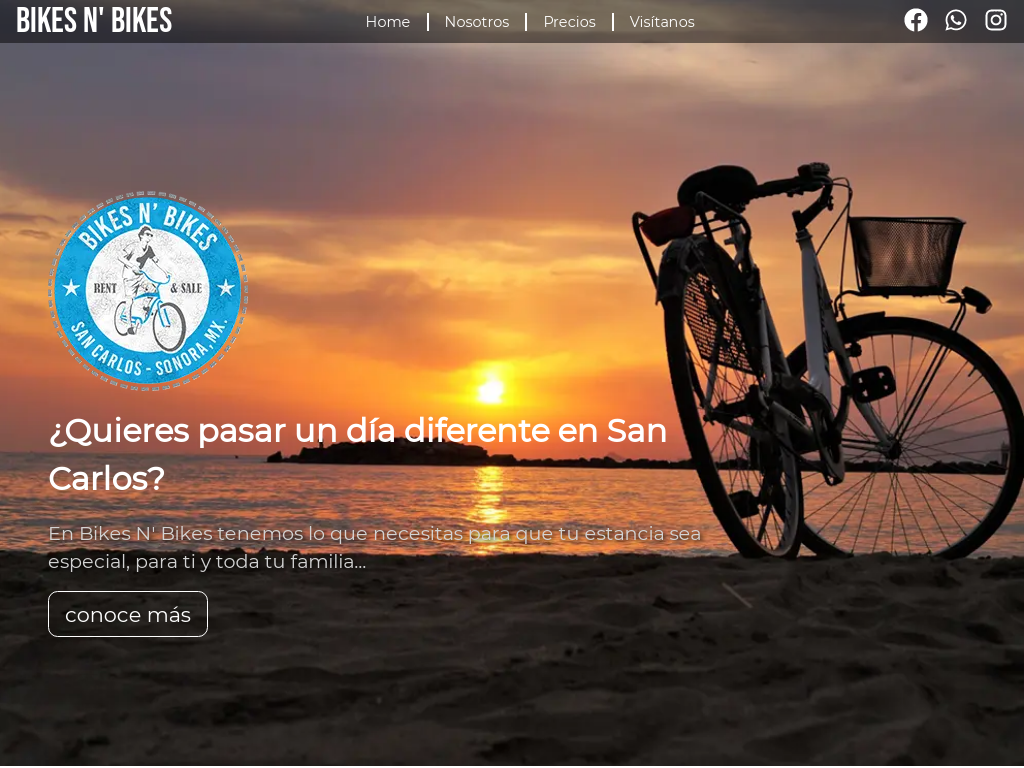 BIKES N' BIKES
Home
Nosotros
Precios
Visítanos
BIKES N' BIKES
RENT & SALE
SAN CARLOS - SONORA, MX.
¿Quieres pasar un día diferente en San
Carlos?
En Bikes N' Bikes tenemos lo que necesitas para que tu estancia sea
especial, para ti y toda tu familia...
conoce más